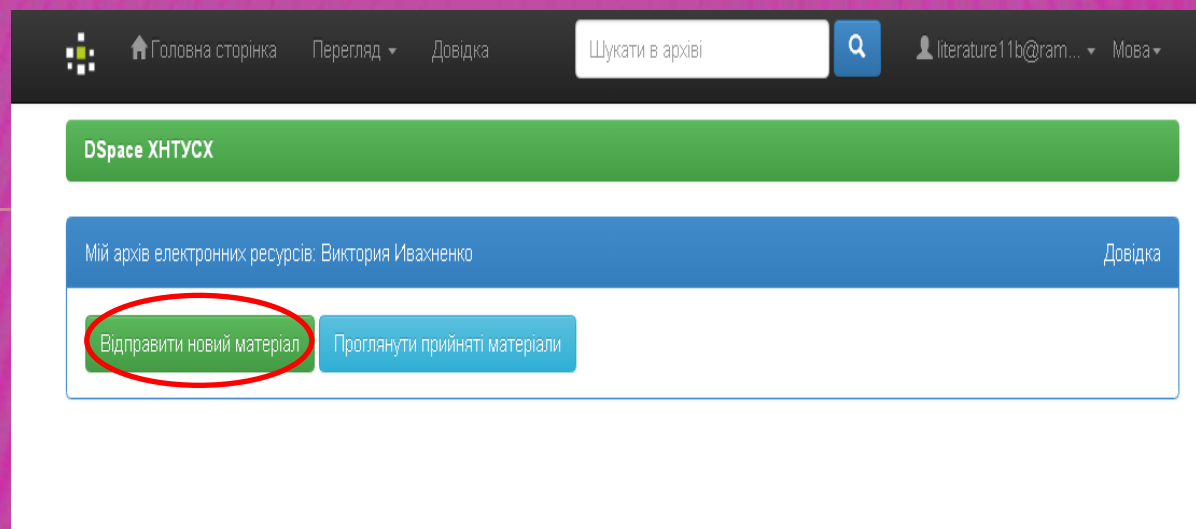 Головна сторінка Перегляд Довідка Шукати в архіві literature11b@ram... Мова
DSpace ХНТУСХ
Мій архів електронних ресурсів: Виктория Ивахненко Довідка
Відправити новий матеріал Проглянути прийняті матеріали